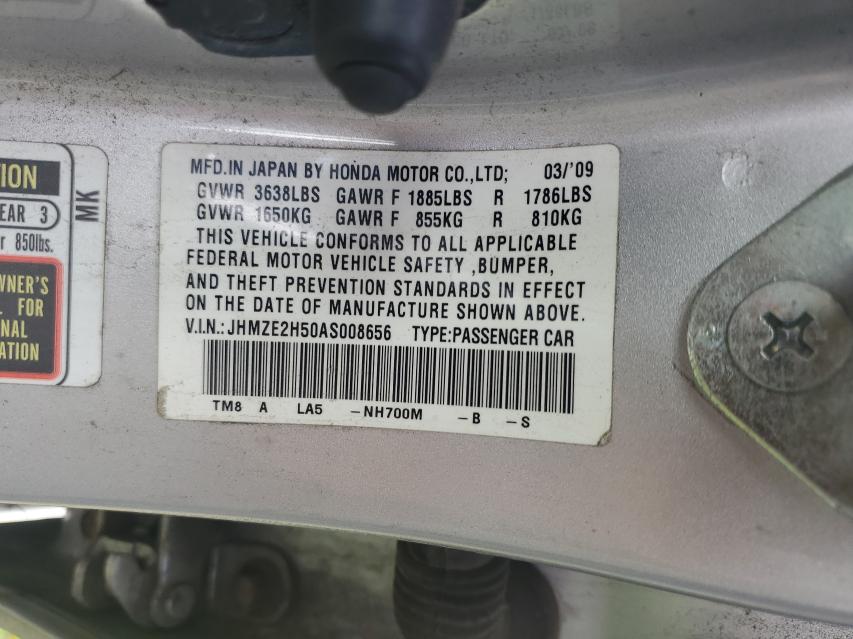 MFD.IN JAPAN BY HONDA MOTOR CO.,LTD; 03/'09
GVWR 3638LBS GAWR F 1885LBS R 1786LBS
GVWR 1650KG GAWR F 855KG R 810KG
THIS VEHICLE CONFORMS TO ALL APPLICABLE
FEDERAL MOTOR VEHICLE SAFETY ,BUMPER,
AND THEFT PREVENTION STANDARDS IN EFFECT
ON THE DATE OF MANUFACTURE SHOWN ABOVE.
V.I.N.: JHMZE2H50AS008656 TYPE:PASSENGER CAR
TM8 A LA5 -NH700M -B -S
ION
EAR 3
r 850lbs.
WNER'S
L FOR
NAL
ATION
MK